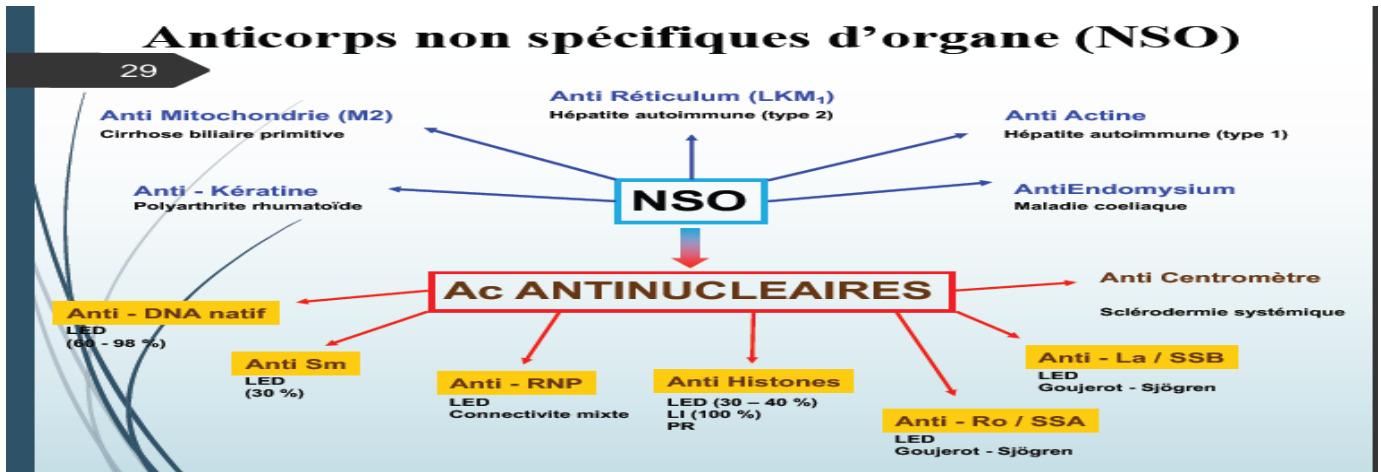 Anticorps non spécifiques d'organe (NSO)
29
Anti Mitochondrie (M2)
Cirrhose biliaire primitive
Anti Réticulum (LKM₁)
Hépatite autoimmune (type 2)
Anti Actine
Hépatite autoimmune (type 1)
Anti - Kératine
Polyarthrite rhumatoïde
NSO
AntiEndomysium
Maladie coeliaque
Ac ANTINUCLEAIRES
Anti Centromètre
Sclérodermie systémique
Anti - DNA natif
LED
(60 - 98 %)
Anti Sm
LED
(30 %)
Anti - RNP
LED
Connectivite mixte
Anti Histones
LED (30 – 40 %)
LI (100 %)
PR
Anti - Ro / SSA
LED
Goujerot - Sjögren
Anti - La / SSB
LED
Goujerot - Sjögren